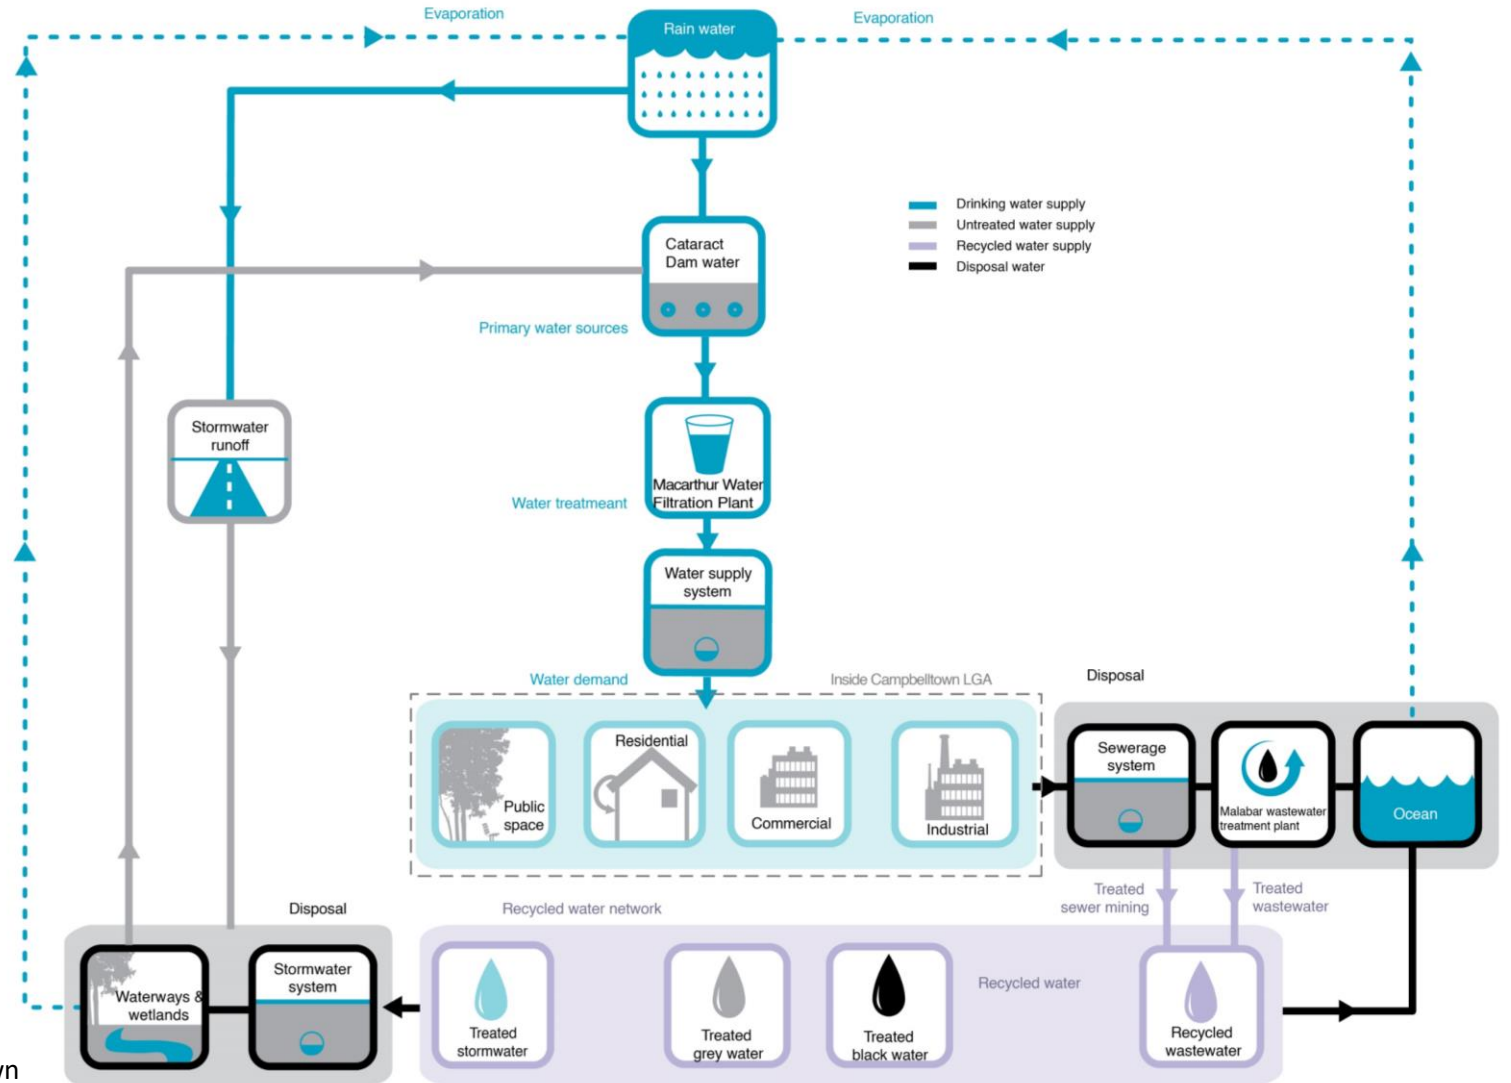 Evaporation
Evaporation
Rain water
Drinking water supply
Untreated water supply
Recycled water supply
Disposal water
Cataract
Dam water
Primary water sources
Stormwater
runoff
Macarthur Water
Filtration Plant
Water treatmeant
Water supply
system
Water demand
Inside Campbelltown LGA
Disposal
Public
space
Residential
Commercial
Industrial
Sewerage
system
Malabar wastewater
treatment plant
Ocean
Treated
sewer mining
Treated
wastewater
Disposal
Recycled water network
Waterways &
wetlands
Stormwater
system
Treated
stormwater
Treated
grey water
Treated
black water
Recycled water
Recycled
wastewater